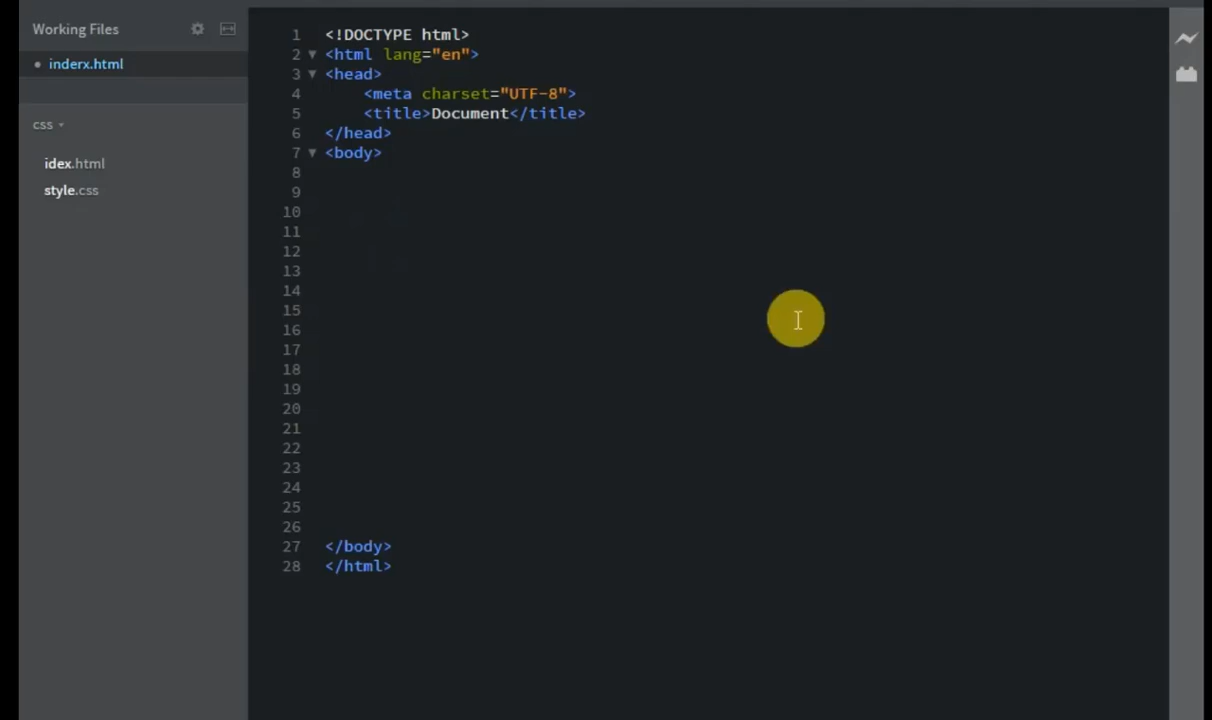 Working Files
inderx.html
css
idex.html
style.css
1 <!DOCTYPE html>
2 <html lang="en">
3 <head>
4 <meta charset="UTF-8">
5 <title>Document</title>
6 </head>
7 <body>
8
9
10
11
12
13
14
15
16
17
18
19
20
21
22
23
24
25
26
27 </body>
28 </html>